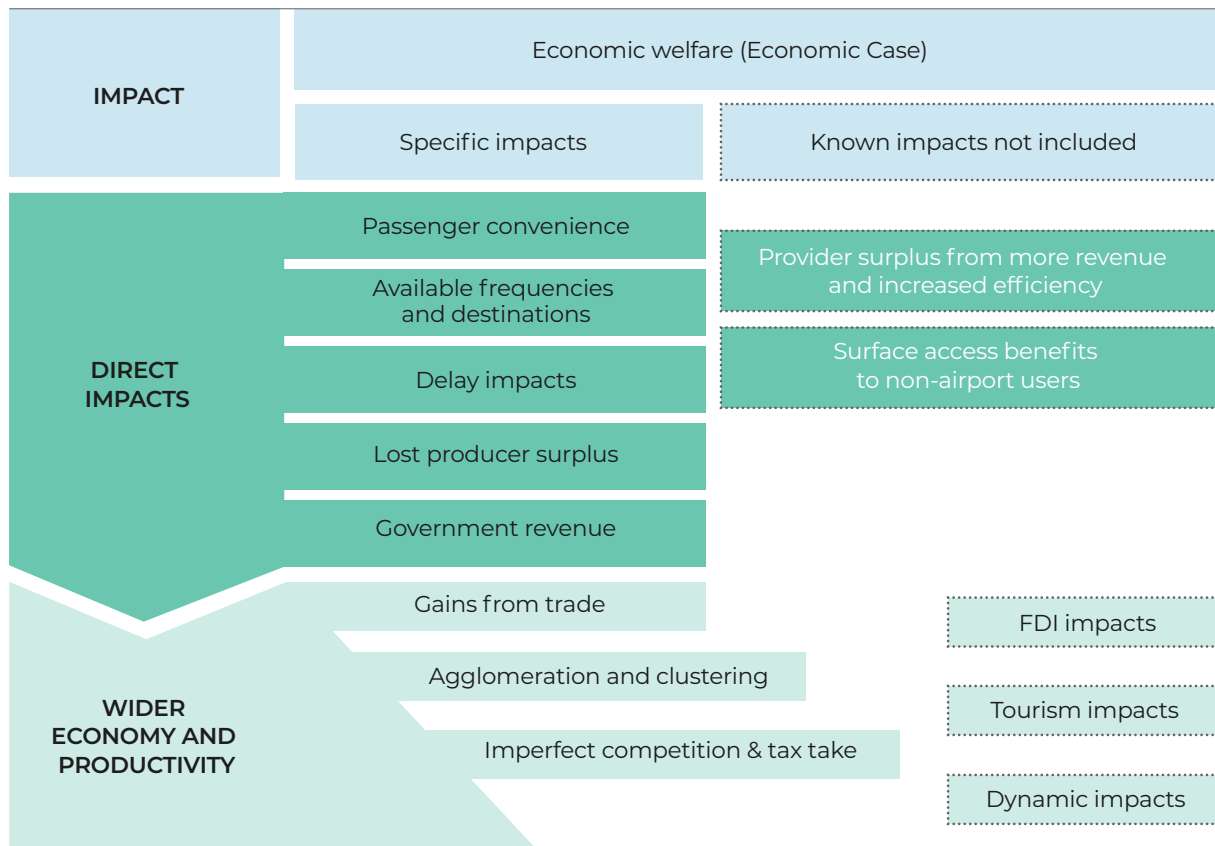 IMPACT
Economic welfare (Economic Case)
Specific impacts
Known impacts not included
DIRECT
IMPACTS
Passenger convenience
Available frequencies
and destinations
Delay impacts
Lost producer surplus
Government revenue
Provider surplus from more revenue
and increased efficiency
Surface access benefits
to non-airport users
WIDER
ECONOMY AND
PRODUCTIVITY
Gains from trade
Agglomeration and clustering
Imperfect competition & tax take
FDI impacts
Tourism impacts
Dynamic impacts